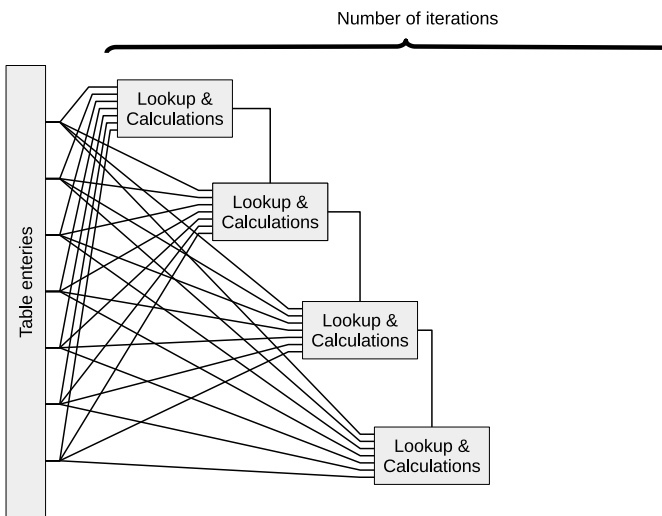 Number of iterations
Lookup &
Calculations
Lookup &
Calculations
Table enteries
Lookup &
Calculations
Lookup &
Calculations